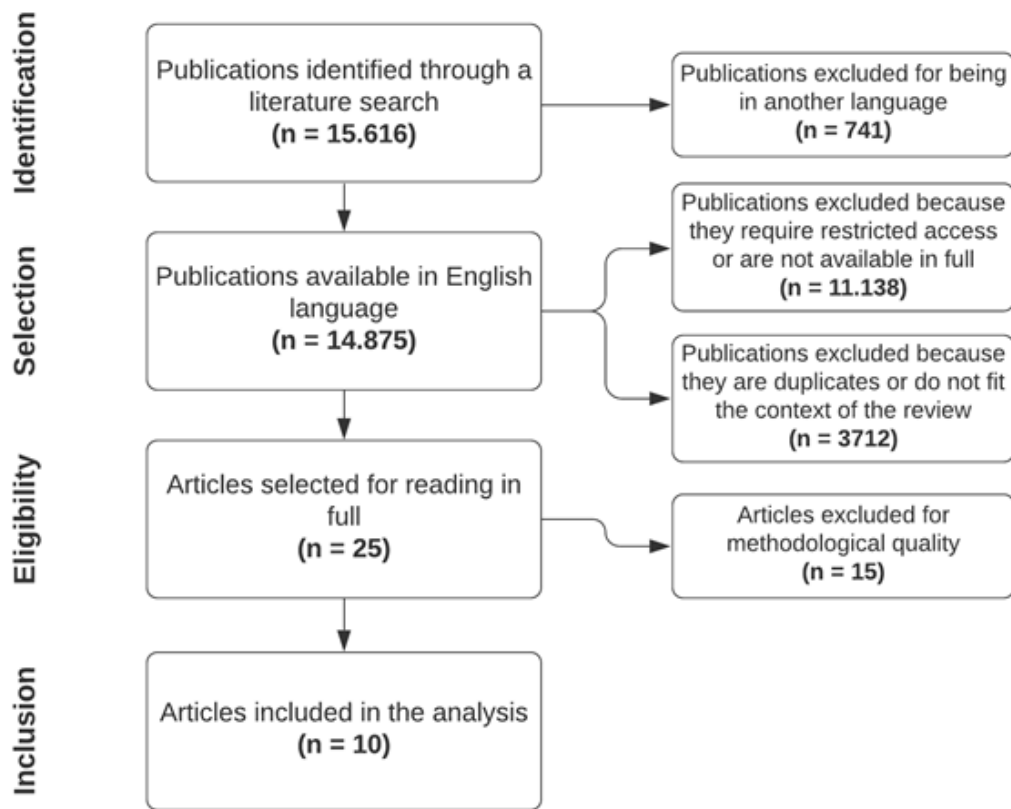 Identification
Publications identified through a
literature search
(n = 15.616)
Publications excluded for being
in another language
(n = 741)
Selection
Publications available in English
language
(n = 14.875)
Publications excluded because
they require restricted access
or are not available in full
(n = 11.138)
Publications excluded because
they are duplicates or do not fit
the context of the review
(n = 3712)
Eligibility
Articles selected for reading in
full
(n = 25)
Articles excluded for
methodological quality
(n = 15)
Inclusion
Articles included in the analysis
(n = 10)